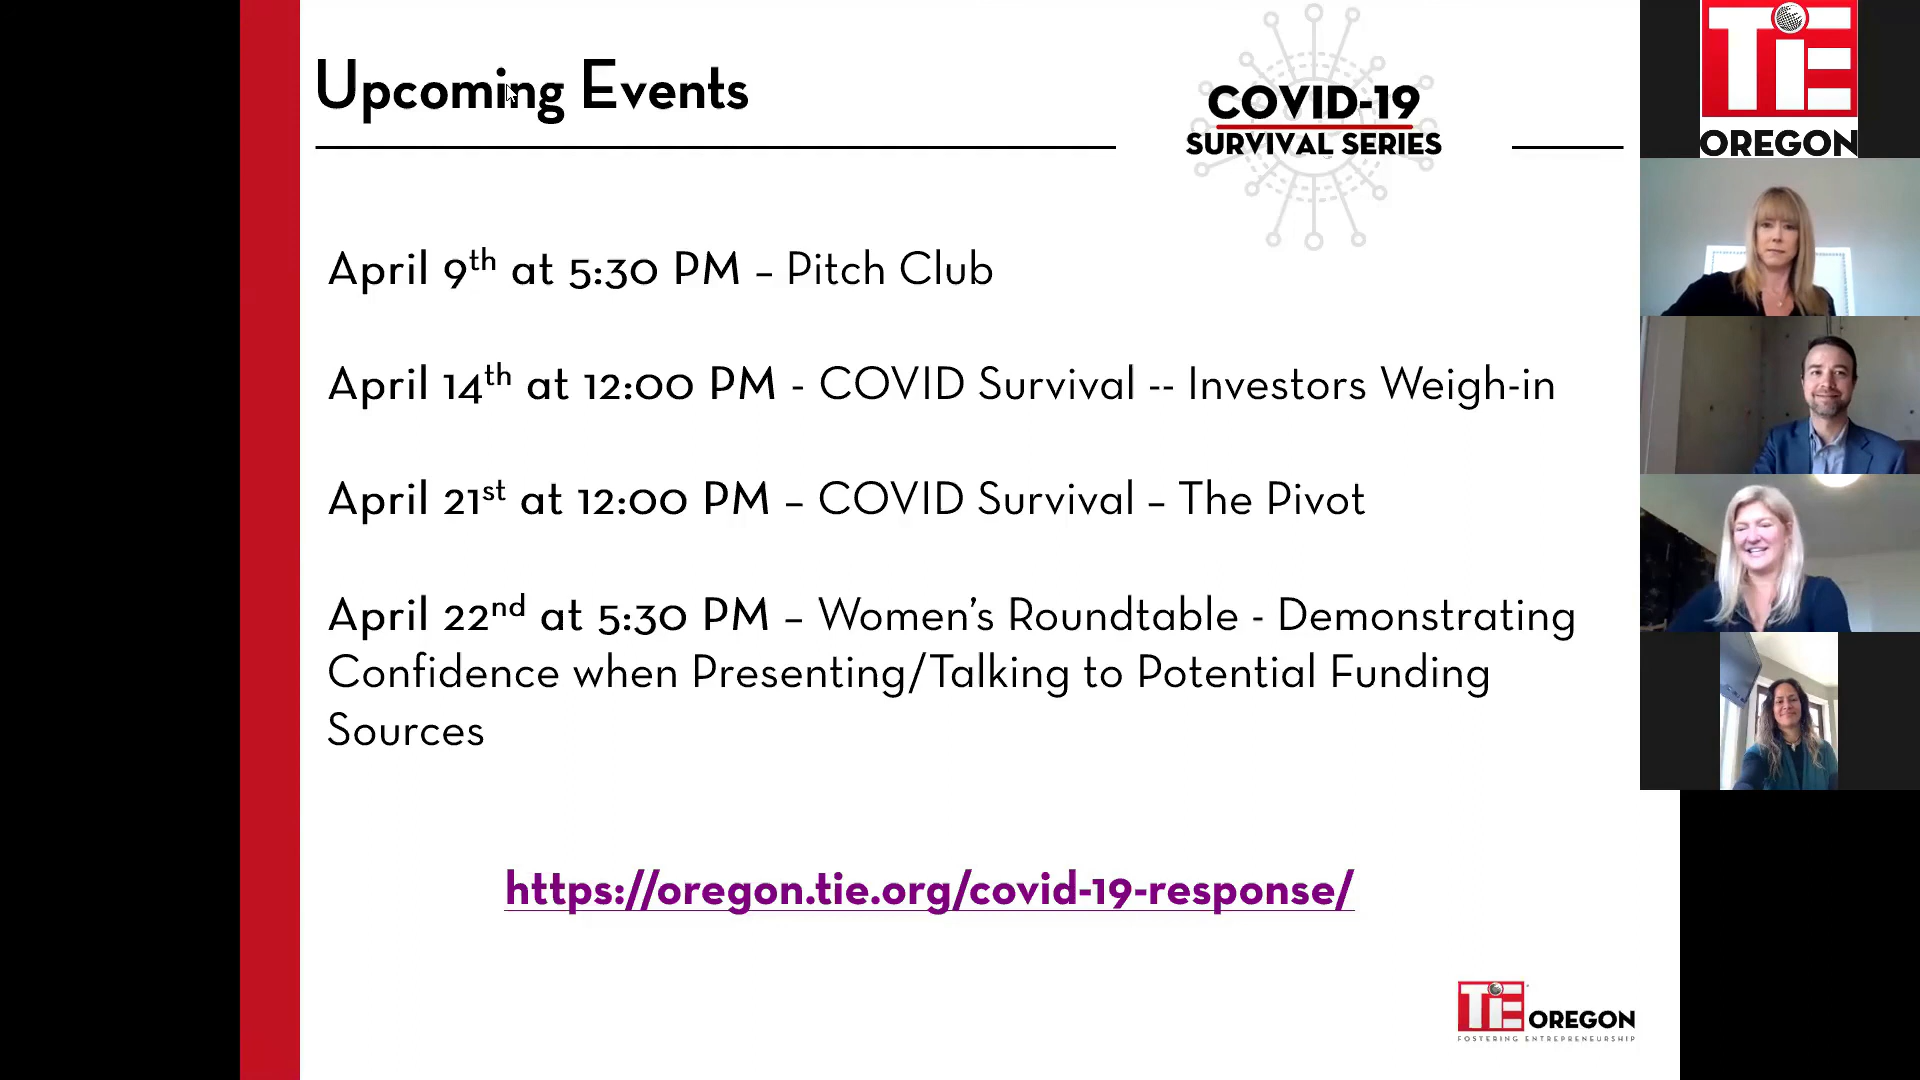 Upcoming Events
COVID-19
SURVIVAL SERIES
April 9th at 5:30 PM – Pitch Club
April 14th at 12:00 PM - COVID Survival -- Investors Weigh-in
April 21st at 12:00 PM – COVID Survival – The Pivot
April 22nd at 5:30 PM – Women’s Roundtable - Demonstrating
Confidence when Presenting/Talking to Potential Funding
Sources
https://oregon.tie.org/covid-19-response/
TiE OREGON
FOSTERING ENTREPRENEURSHIP
TiE
OREGON